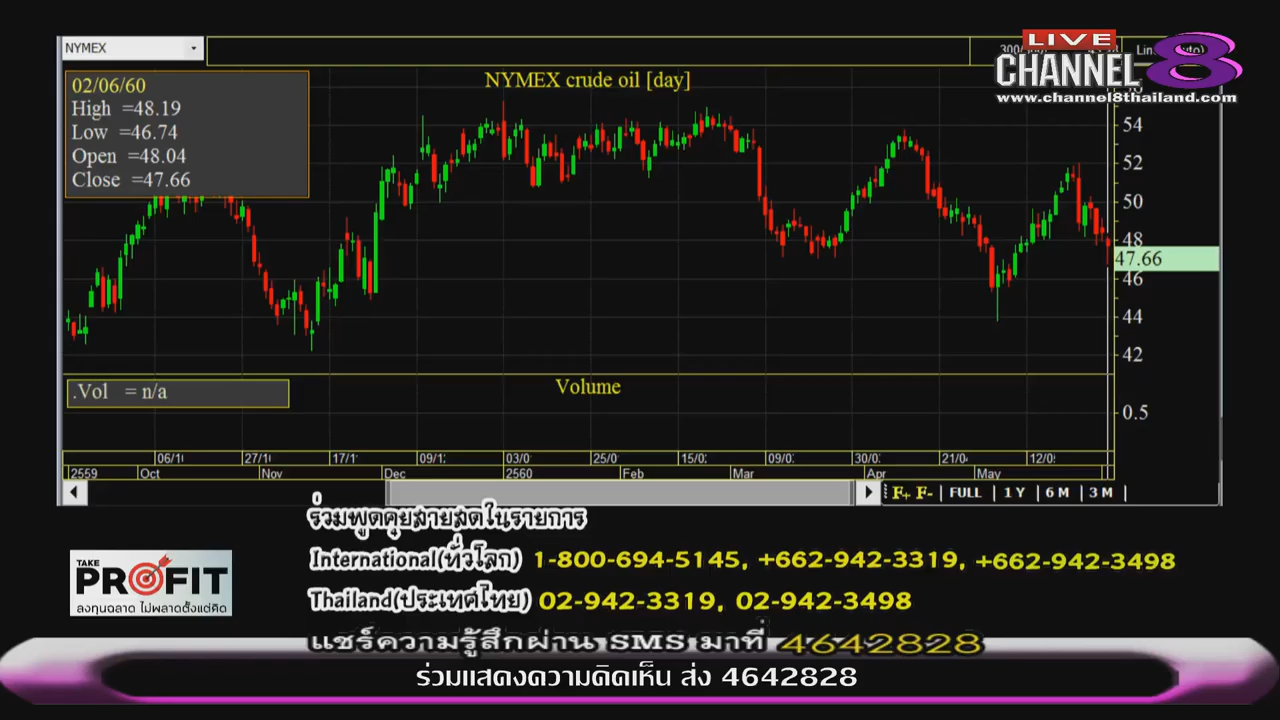 NYMEX
LIVE
CHANNEL 8
www.channel8thailand.com
NYMEX crude oil [day]
02/06/60
High =48.19
Low =46.74
Open =48.04
Close =47.66
54
52
50
48
47.66
46
44
42
.Vol = n/a
Volume
0.5
06/10 27/1 17/1 09/1 03/0 25/0 15/0 09/0 30/0 21/0 12/0
2559 Oct Nov Dec 2560 Feb Mar Apr May
F+ F- | FULL | 1 Y | 6 M | 3 M |
ร่วมพูดคุยสายสดในรายการ
International(ทั่วโลก) 1-800-694-5145, +662-942-3319, +662-942-3498
Thailand(ประเทศไทย) 02-942-3319, 02-942-3498
TAKE
PROFIT
ลงทุนฉลาด ไม่พลาดตั้งแต่คิด
แชร์ความรู้สึกผ่าน SMS มาที่ 4642828
ร่วมแสดงความคิดเห็น ส่ง 4642828